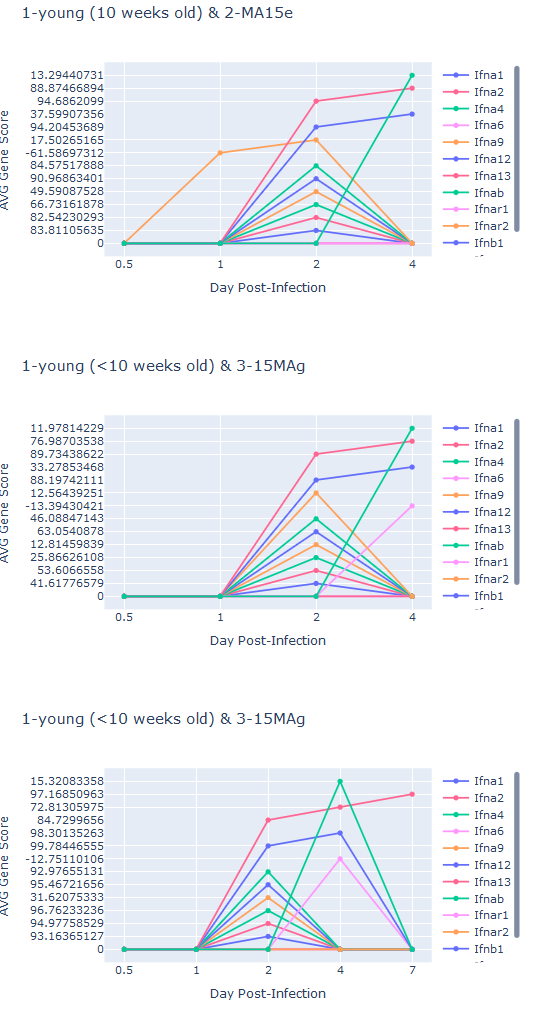 1-young (10 weeks old) & 2-MA15e
AVG Gene Score
13.29440731
88.87466894
94.6862099
37.59907356
94.20453689
17.50265165
-61.58697312
84.57517888
90.96863401
49.59087528
66.73161878
82.54230293
83.81105635
0
0.5
1
2
4
Day Post-Infection
Ifna1
Ifna2
Ifna4
Ifna6
Ifna9
Ifna12
Ifna13
Ifnab
Ifnar1
Ifnar2
Ifnb1
1-young (<10 weeks old) & 3-15MAg
AVG Gene Score
11.97814229
76.98703538
89.73438622
33.27853468
88.19742111
12.56439251
-13.39430421
46.08847143
63.0540878
12.81459839
25.86626108
53.6066558
41.61776579
0
0.5
1
2
4
Day Post-Infection
Ifna1
Ifna2
Ifna4
Ifna6
Ifna9
Ifna12
Ifna13
Ifnab
Ifnar1
Ifnar2
Ifnb1
1-young (<10 weeks old) & 3-15MAg
AVG Gene Score
15.32083358
97.16850963
72.81305975
84.7299656
98.30135263
99.78446555
-12.75110106
92.97655131
95.46721656
31.62075333
96.76233236
94.97758529
93.16365127
0
0.5
1
2
4
7
Day Post-Infection
Ifna1
Ifna2
Ifna4
Ifna6
Ifna9
Ifna12
Ifna13
Ifnab
Ifnar1
Ifnar2
Ifnb1